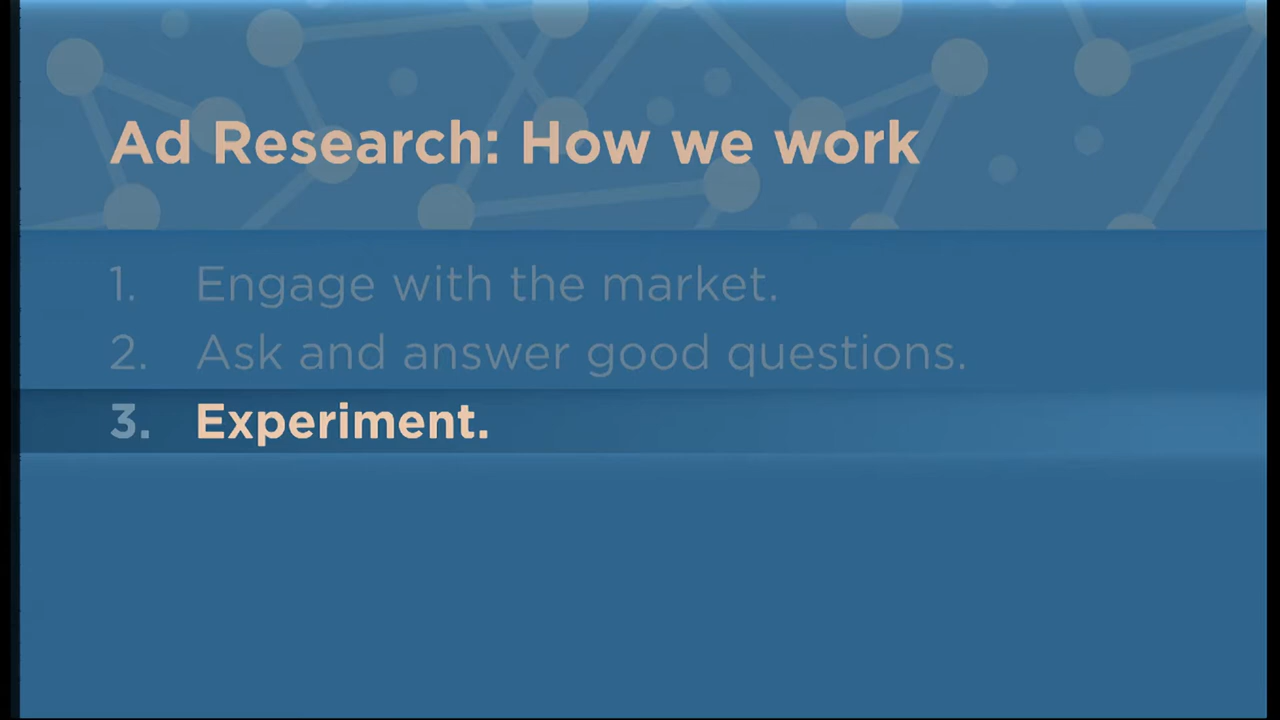 Ad Research: How we work
1. Engage with the market.
2. Ask and answer good questions.
3. Experiment.